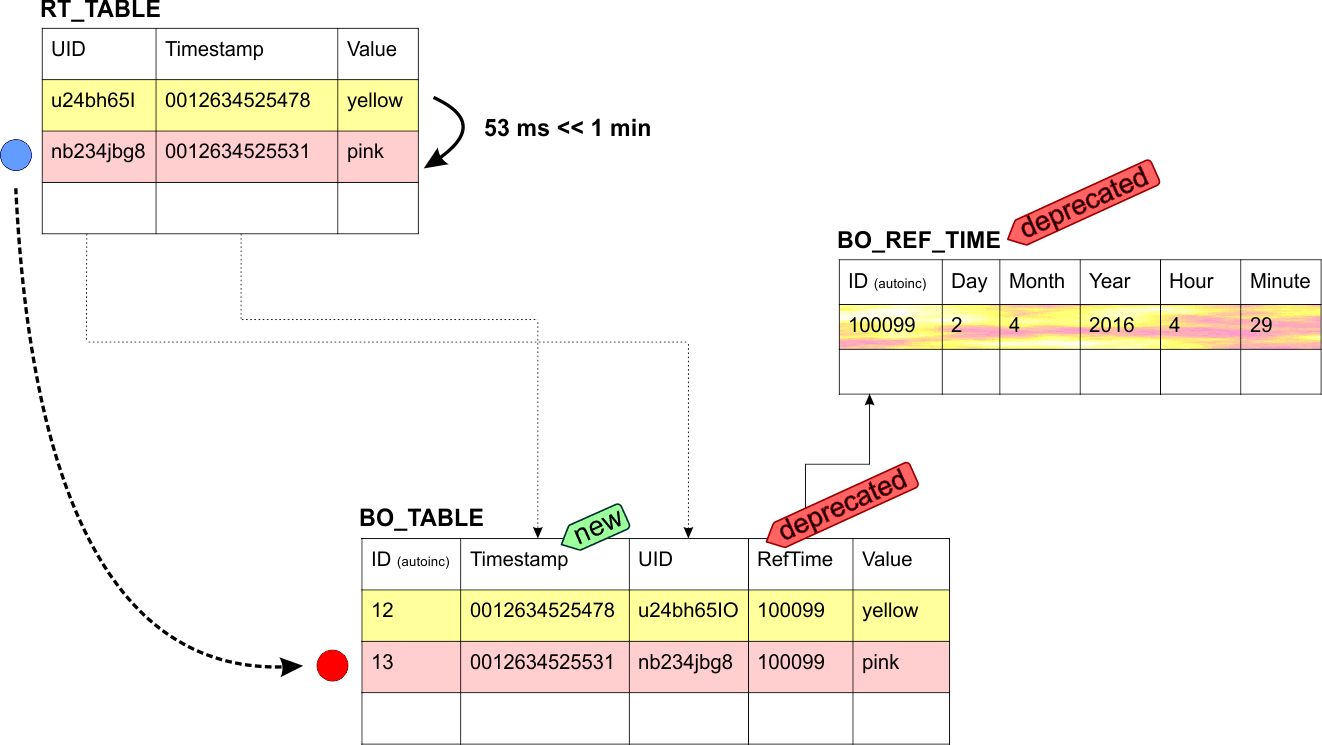 RT_TABLE
UID Timestamp Value
u24bh65I 0012634525478 yellow
nb234jbg8 0012634525531 pink
53 ms << 1 min
deprecated
BO_REF_TIME
ID (autoinc) Day Month Year Hour Minute
100099 2 4 2016 4 29
deprecated
new
BO_TABLE
ID (autoinc) Timestamp UID RefTime Value
12 0012634525478 u24bh65IO 100099 yellow
13 0012634525531 nb234jbg8 100099 pink